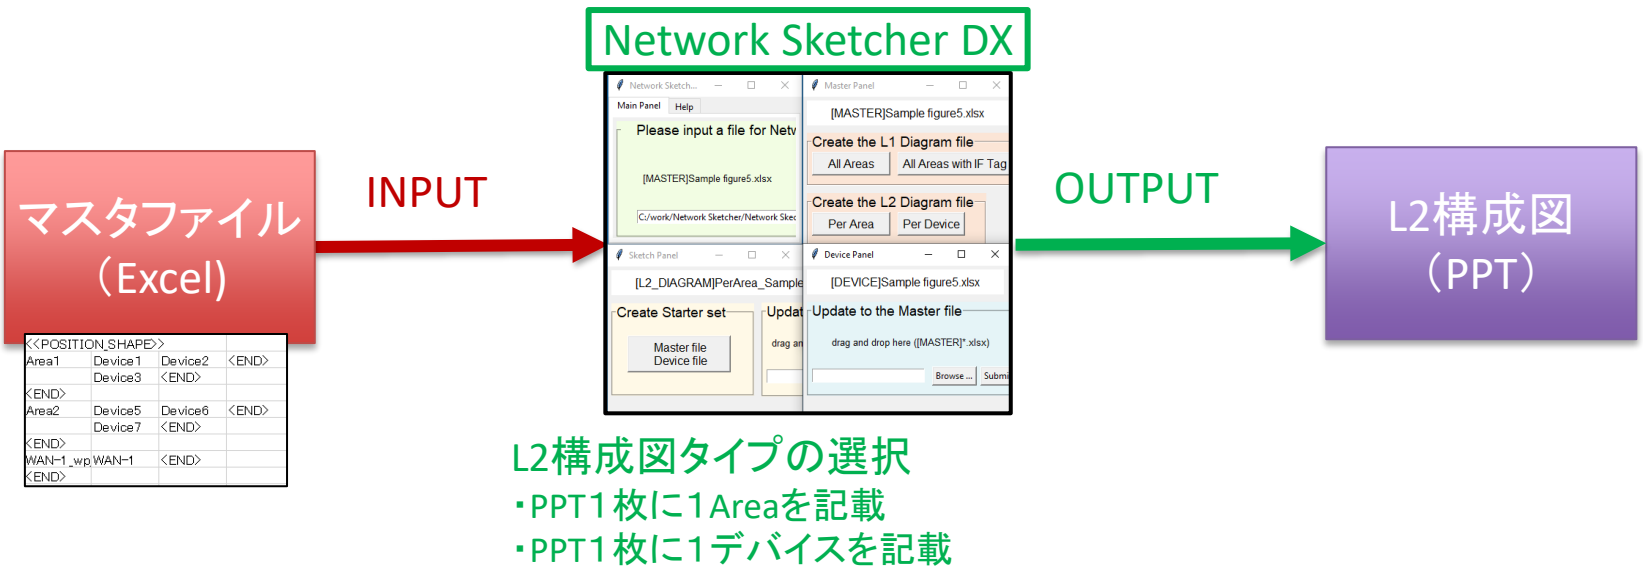 Network Sketcher DX
マスタファイル
（Excel)
INPUT
Network Sketch...
Main Panel Help
Please input a file for Netw
[MASTER]Sample figure5.xlsx
C:/work/Network Sketcher/Network Skec
Master Panel
[MASTER]Sample figure5.xlsx
Create the L1 Diagram file
All Areas All Areas with IF Tag
Create the L2 Diagram file
Per Area Per Device
Sketch Panel
[L2_DIAGRAM]PerArea_Sample
Create Starter set
Master file
Device file
Updat
drag an
Device Panel
[DEVICE]Sample figure5.xlsx
Update to the Master file
drag and drop here ([MASTER]*.xlsx)
Browse ... Submi
OUTPUT
L2構成図
（PPT）
<<POSITION_SHAPE>>
Area1 Device1 Device2 <END>
Device3 <END>
<END>
Area2 Device5 Device6 <END>
Device7 <END>
<END>
WAN-1_wp WAN-1 <END>
<END>
L2構成図タイプの選択
・PPT１枚に１Areaを記載
・PPT１枚に１デバイスを記載